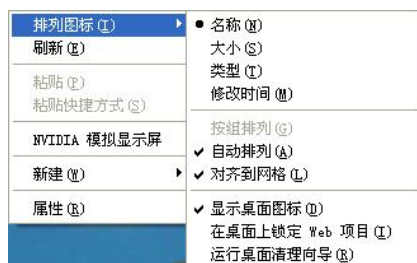 排列图标(I)
刷新(E)
粘贴(P)
粘贴快捷方式(S)
NVIDIA 模拟显示屏
新建(W)
属性(R)
名称(N)
大小(S)
类型(T)
修改时间(M)
按组排列(G)
自动排列(A)
对齐到网格(L)
显示桌面图标(D)
在桌面上锁定 Web 项目(I)
运行桌面清理向导(R)